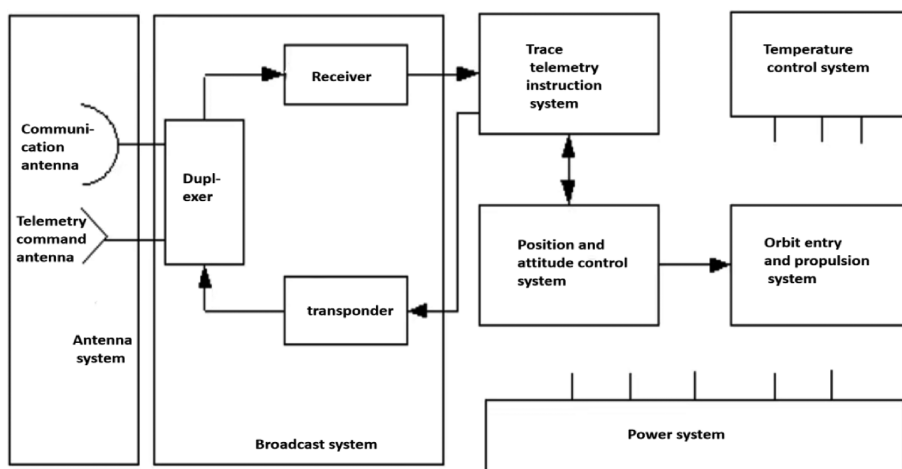 Communi-
cation
antenna
Telemetry
command
antenna
Antenna
system
Dupl-
exer
Receiver
transponder
Broadcast system
Trace
telemetry
instruction
system
Position and
attitude control
system
Temperature
control system
Orbit entry
and propulsion
system
Power system